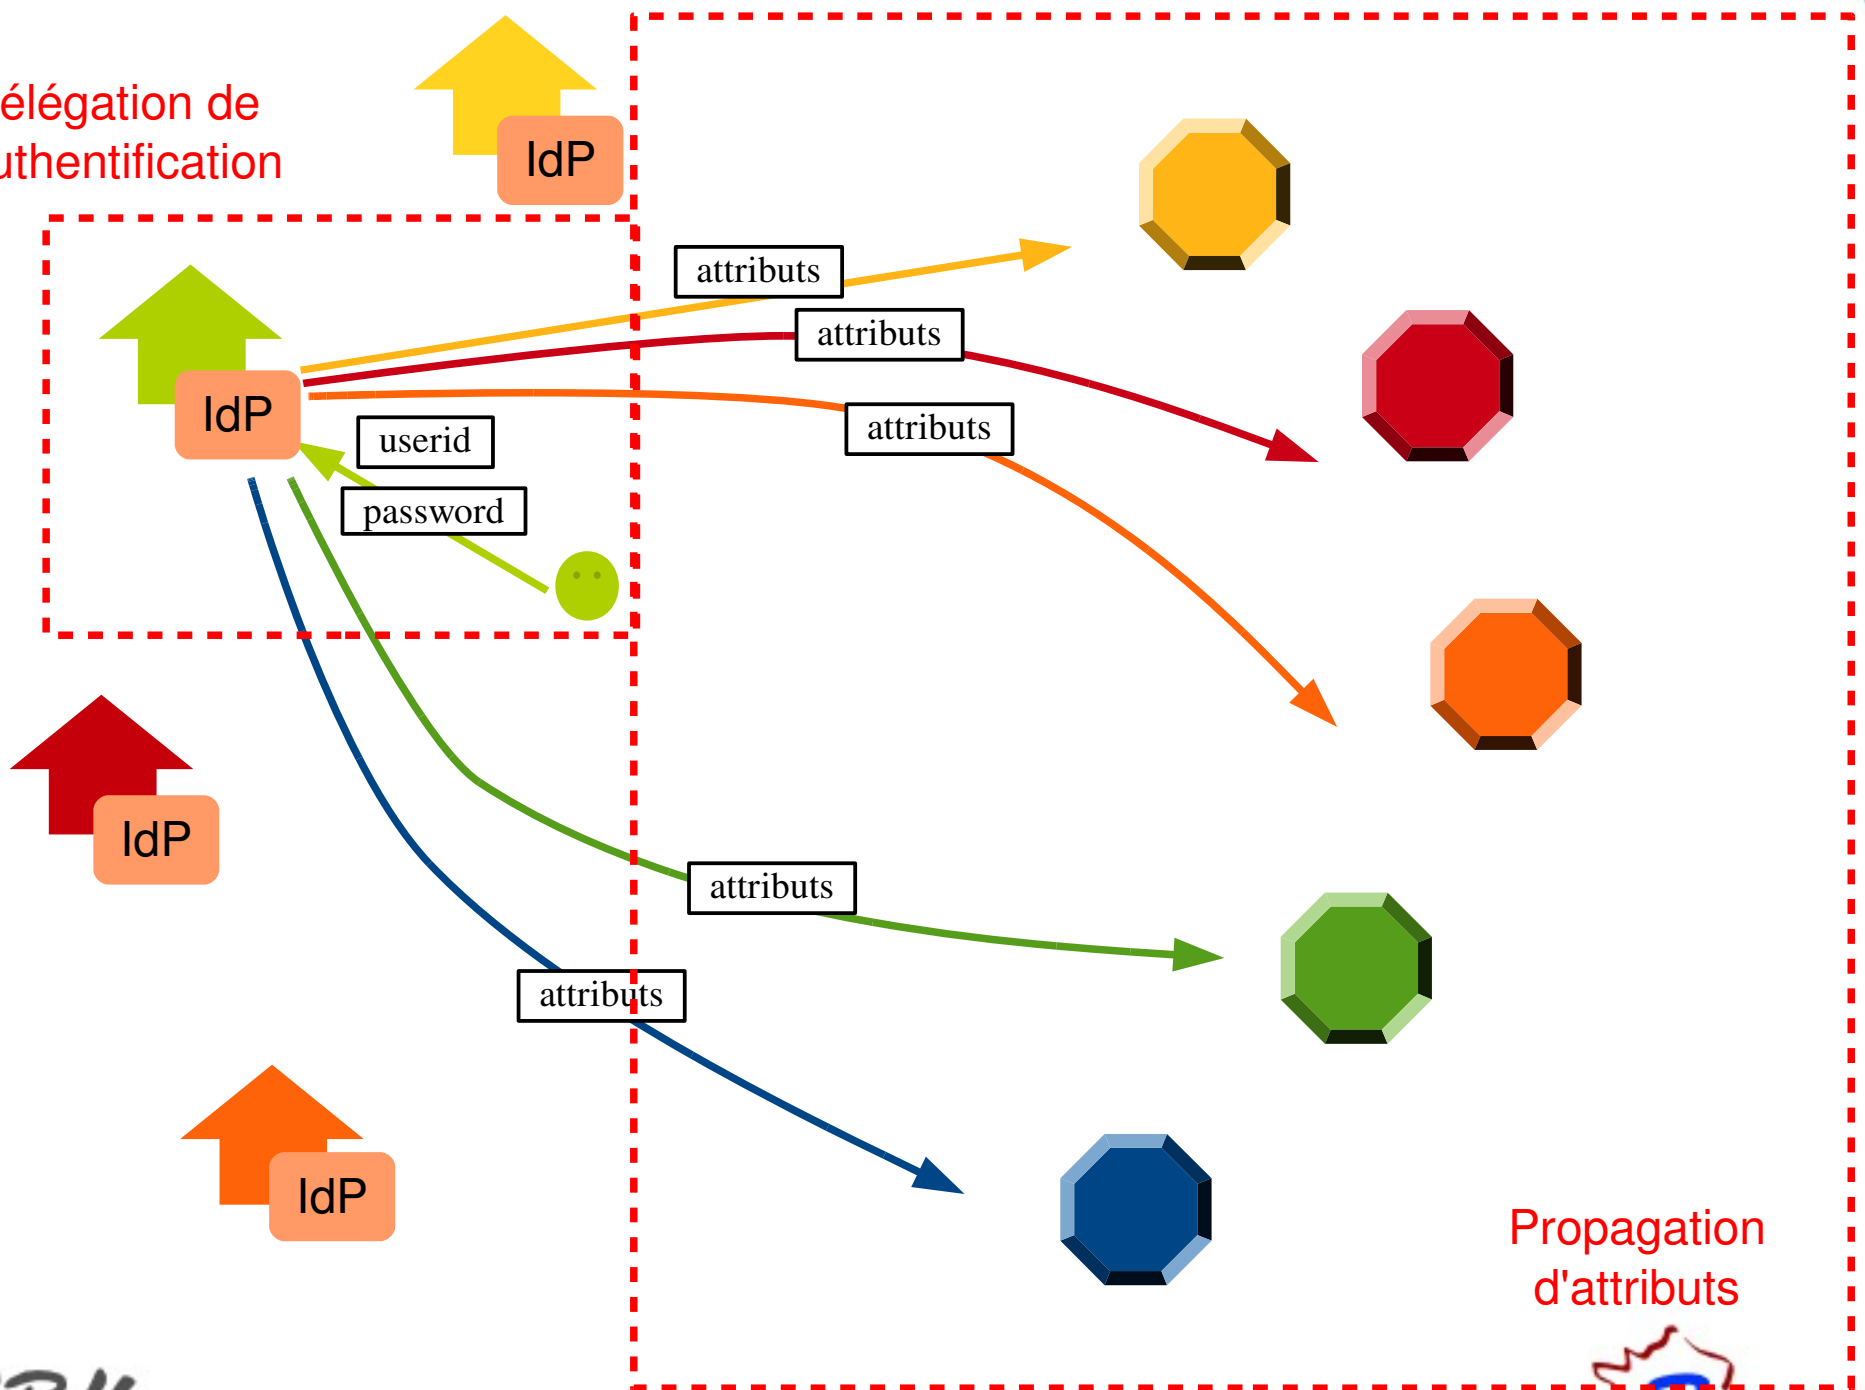 élégation de
uthentification
IdP
attributs
attributs
IdP
attributs
userid
password
IdP
attributs
attributs
IdP
Propagation
d'attributs